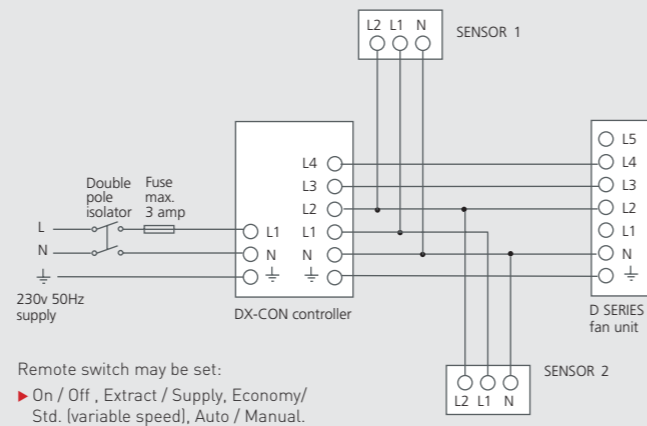 L2 L1 N
SENSOR 1
L5
L4 L4
L3 L3
Double
pole
isolator
Fuse
max.
3 amp
L2 L2
L L1 L1 L1
N N N N
230v 50Hz
supply
DX-CON controller
D SERIES
fan unit
SENSOR 2
L2 L1 N
Remote switch may be set:
On / Off , Extract / Supply, Economy/
Std. (variable speed), Auto / Manual.